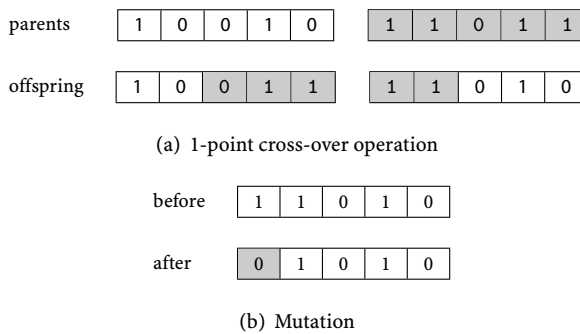 parents 1 0 0 1 0 1 1 0 1 1
offspring 1 0 0 1 1 1 1 0 1 0
(a) 1-point cross-over operation
before 1 1 0 1 0
after 0 1 0 1 0
(b) Mutation